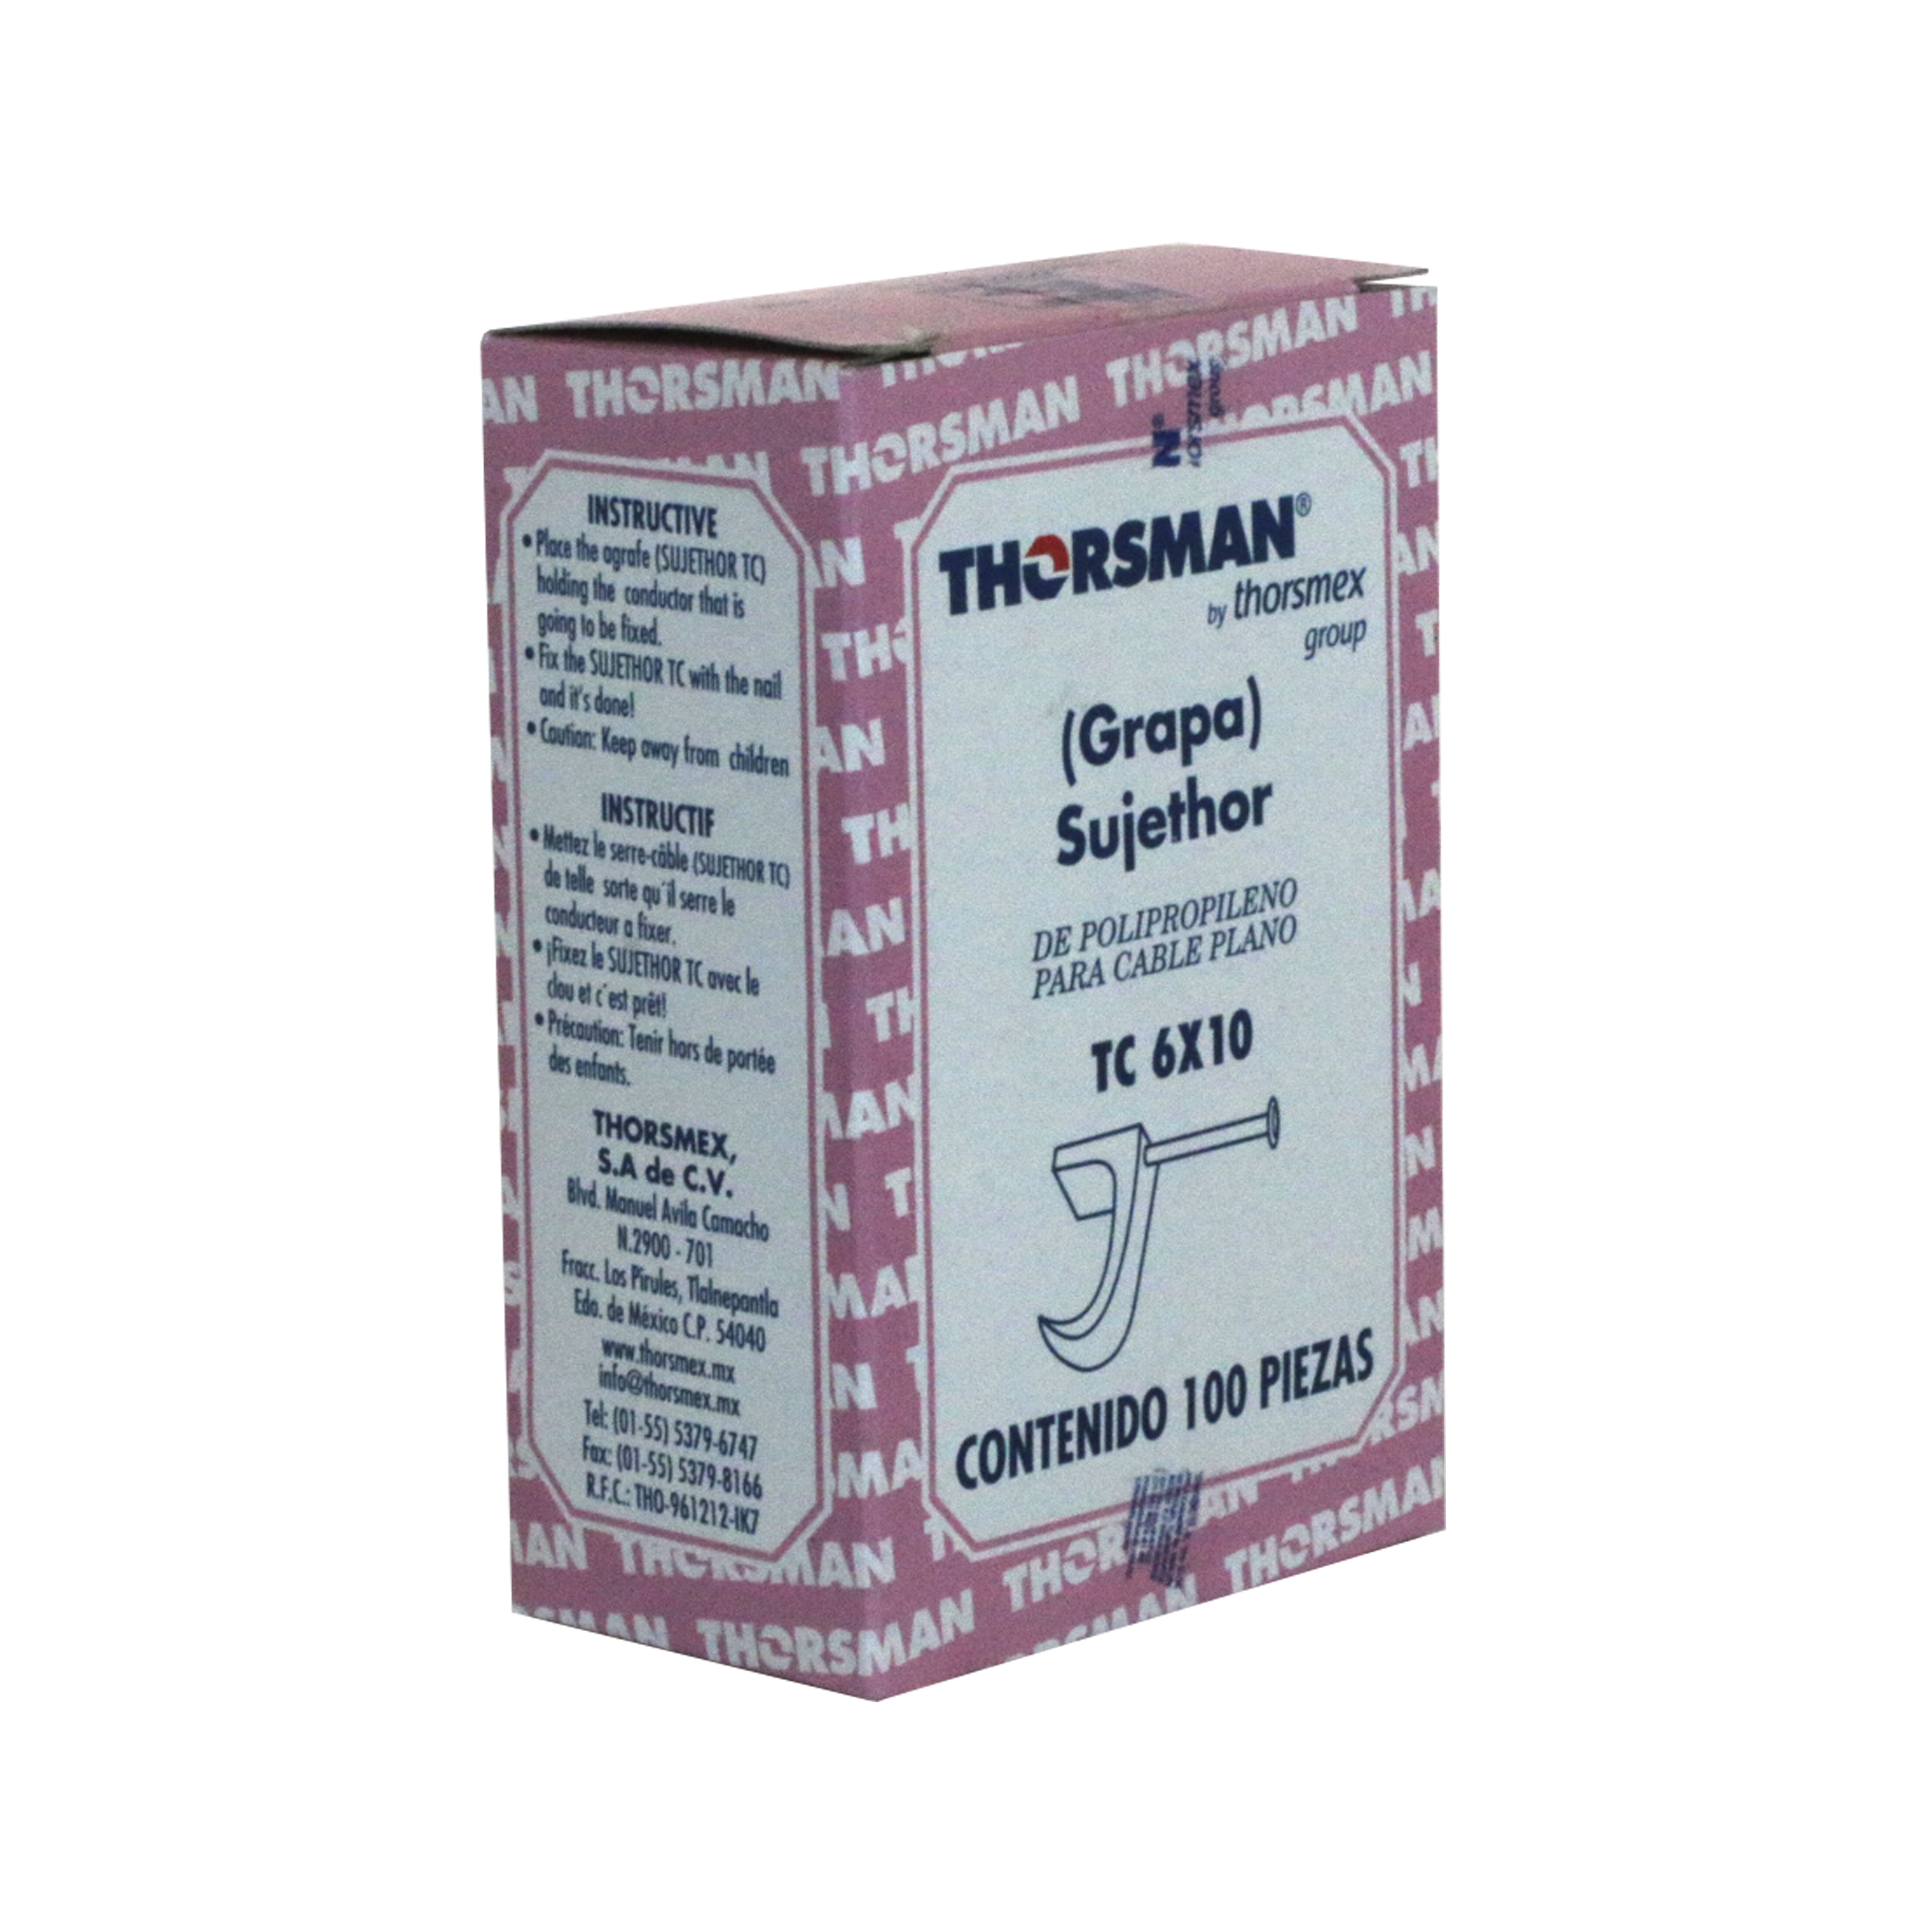 THORSMAN
INSTRUCTIVE
• Place the agrafe (SUJETHOR TC)
holding the conductor that is
going to be fixed.
• Fix the SUJETHOR TC with the nail
and it's done!
• Caution: Keep away from children
INSTRUCTIF
• Mettez le serre-câble (SUJETHOR TC)
de telle sorte qu´il serre le
conducteur a fixer.
• ¡Fixez le SUJETHOR TC avec le
clou et c´est prêt!
• Précaution: Tenir hors de portée
des enfants.
THORSMEX,
S.A de C.V.
Blvd. Manuel Avila Camacho
N.2900 - 701
Fracc. Los Pirules, Tlalnepantla
Edo. de México C.P. 54040
www.thorsmex.mx
info@thorsmex.mx
Tel: (01-55) 5379-6747
Fax: (01-55) 5379-8166
R.F.C.: THO-961212-IK7
THORSMAN
THORSMAN THORSMAN
THORSMAN®
by thorsmex
group
(Grapa)
Sujethor
DE POLIPROPILENO
PARA CABLE PLANO
TC 6X10
CONTENIDO 100 PIEZAS
THORSMAN